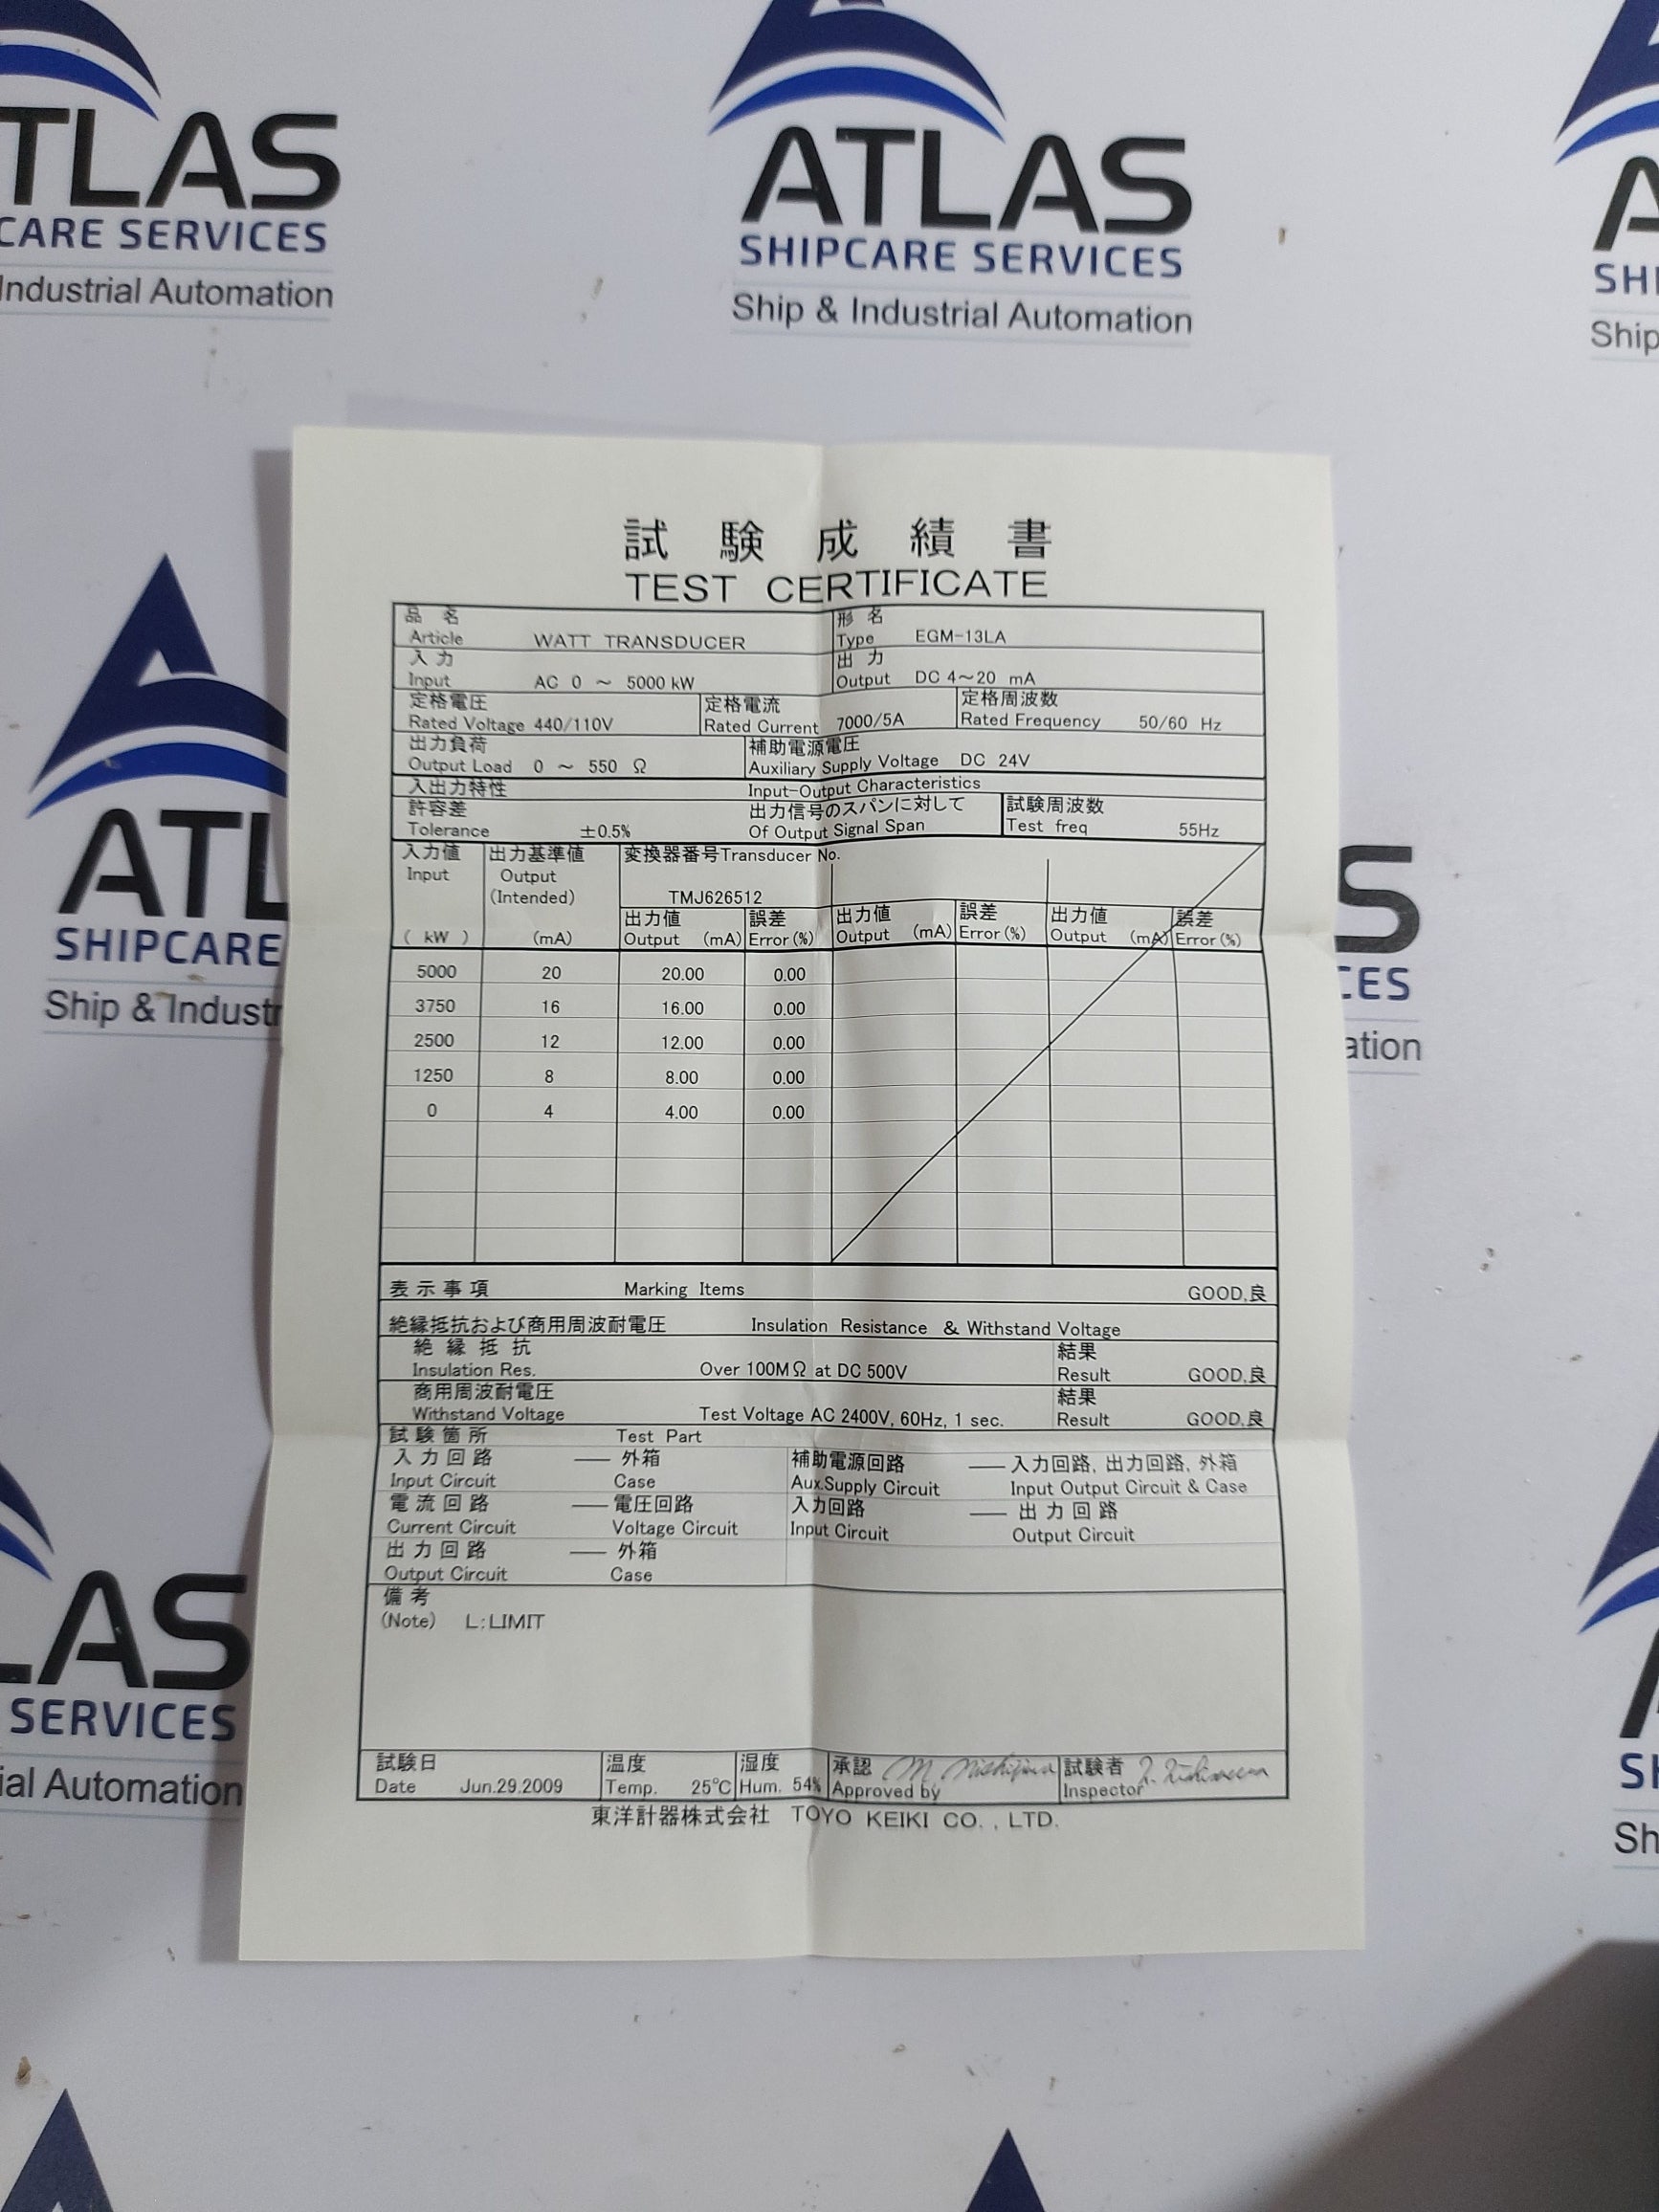 TLAS
CARE SERVICES
Industrial Automation
ATLAS
SHIPCARE SERVICES
Ship & Industrial Automation
A
SHI
Ship
ATL
SHIPCARE
Ship & Industr
S
CES
ation
LAS
SERVICES
ial Automation
SH
Sh
試験成績書
TEST CERTIFICATE
品名 形名
Article WATT TRANSDUCER Type EGM-13LA
入力 出力
Input AC 0 ~ 5000 kW Output DC 4~20 mA
定格電圧 定格電流 定格周波数
Rated Voltage 440/110V Rated Current 7000/5A Rated Frequency 50/60 Hz
出力負荷 補助電源電圧
Output Load 0 ~ 550 Ω Auxiliary Supply Voltage DC 24V
入出力特性 Input-Output Characteristics
許容差 出力信号のスパンに対して 試験周波数
Tolerance ±0.5% Of Output Signal Span Test freq 55Hz
入力値 出力基準値 変換器番号Transducer No.
Input Output
(Intended) TMJ626512
出力値 誤差 出力値 誤差 出力値 誤差
( kW ) (mA) Output (mA) Error(%) Output (mA) Error(%) Output (mA) Error(%)
5000 20 20.00 0.00
3750 16 16.00 0.00
2500 12 12.00 0.00
1250 8 8.00 0.00
0 4 4.00 0.00
表示事項 Marking Items GOOD,良
絶縁抵抗および商用周波耐電圧 Insulation Resistance & Withstand Voltage
絶縁抵抗 結果
Insulation Res. Over 100MΩ at DC 500V Result GOOD,良
商用周波耐電圧 結果
Withstand Voltage Test Voltage AC 2400V, 60Hz, 1 sec. Result GOOD,良
試験箇所 Test Part
入力回路 — 外箱 補助電源回路 — 入力回路, 出力回路, 外箱
Input Circuit Case Aux.Supply Circuit Input Output Circuit & Case
電流回路 — 電圧回路 入力回路 — 出力回路
Current Circuit Voltage Circuit Input Circuit Output Circuit
出力回路 — 外箱
Output Circuit Case
備考
(Note) L:LIMIT
試験日 温度 湿度 承認 試験者
Date Jun.29.2009 Temp. 25℃ Hum. 54% Approved by Inspector
東洋計器株式会社 TOYO KEIKI CO., LTD.